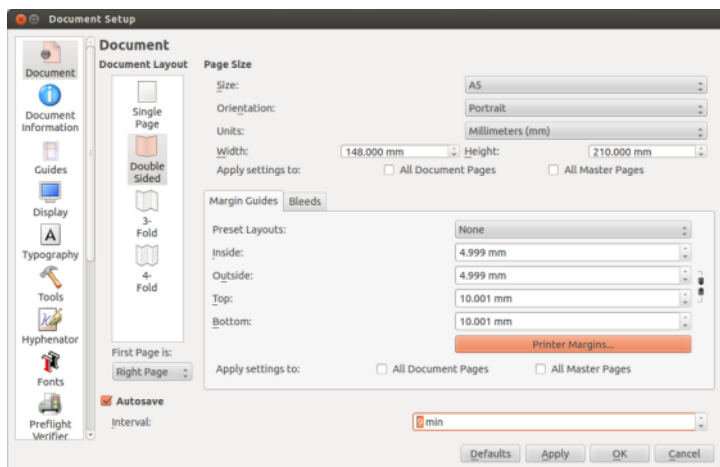 Document Setup
Document
Document
Information
Guides
Display
Typography
Tools
Hyphenator
Fonts
Preflight
Verifier
Document
Document Layout
Single
Page
Double
Sided
3-
Fold
4-
Fold
First Page is:
Right Page
Page Size
Size: A5
Orientation: Portrait
Units: Millimeters (mm)
Width: 148.000 mm Height: 210.000 mm
Apply settings to: All Document Pages All Master Pages
Margin Guides Bleeds
Preset Layouts: None
Inside: 4.999 mm
Outside: 4.999 mm
Top: 10.001 mm
Bottom: 10.001 mm
Printer Margins...
Apply settings to: All Document Pages All Master Pages
Autosave
Interval: 9 min
Defaults Apply OK Cancel